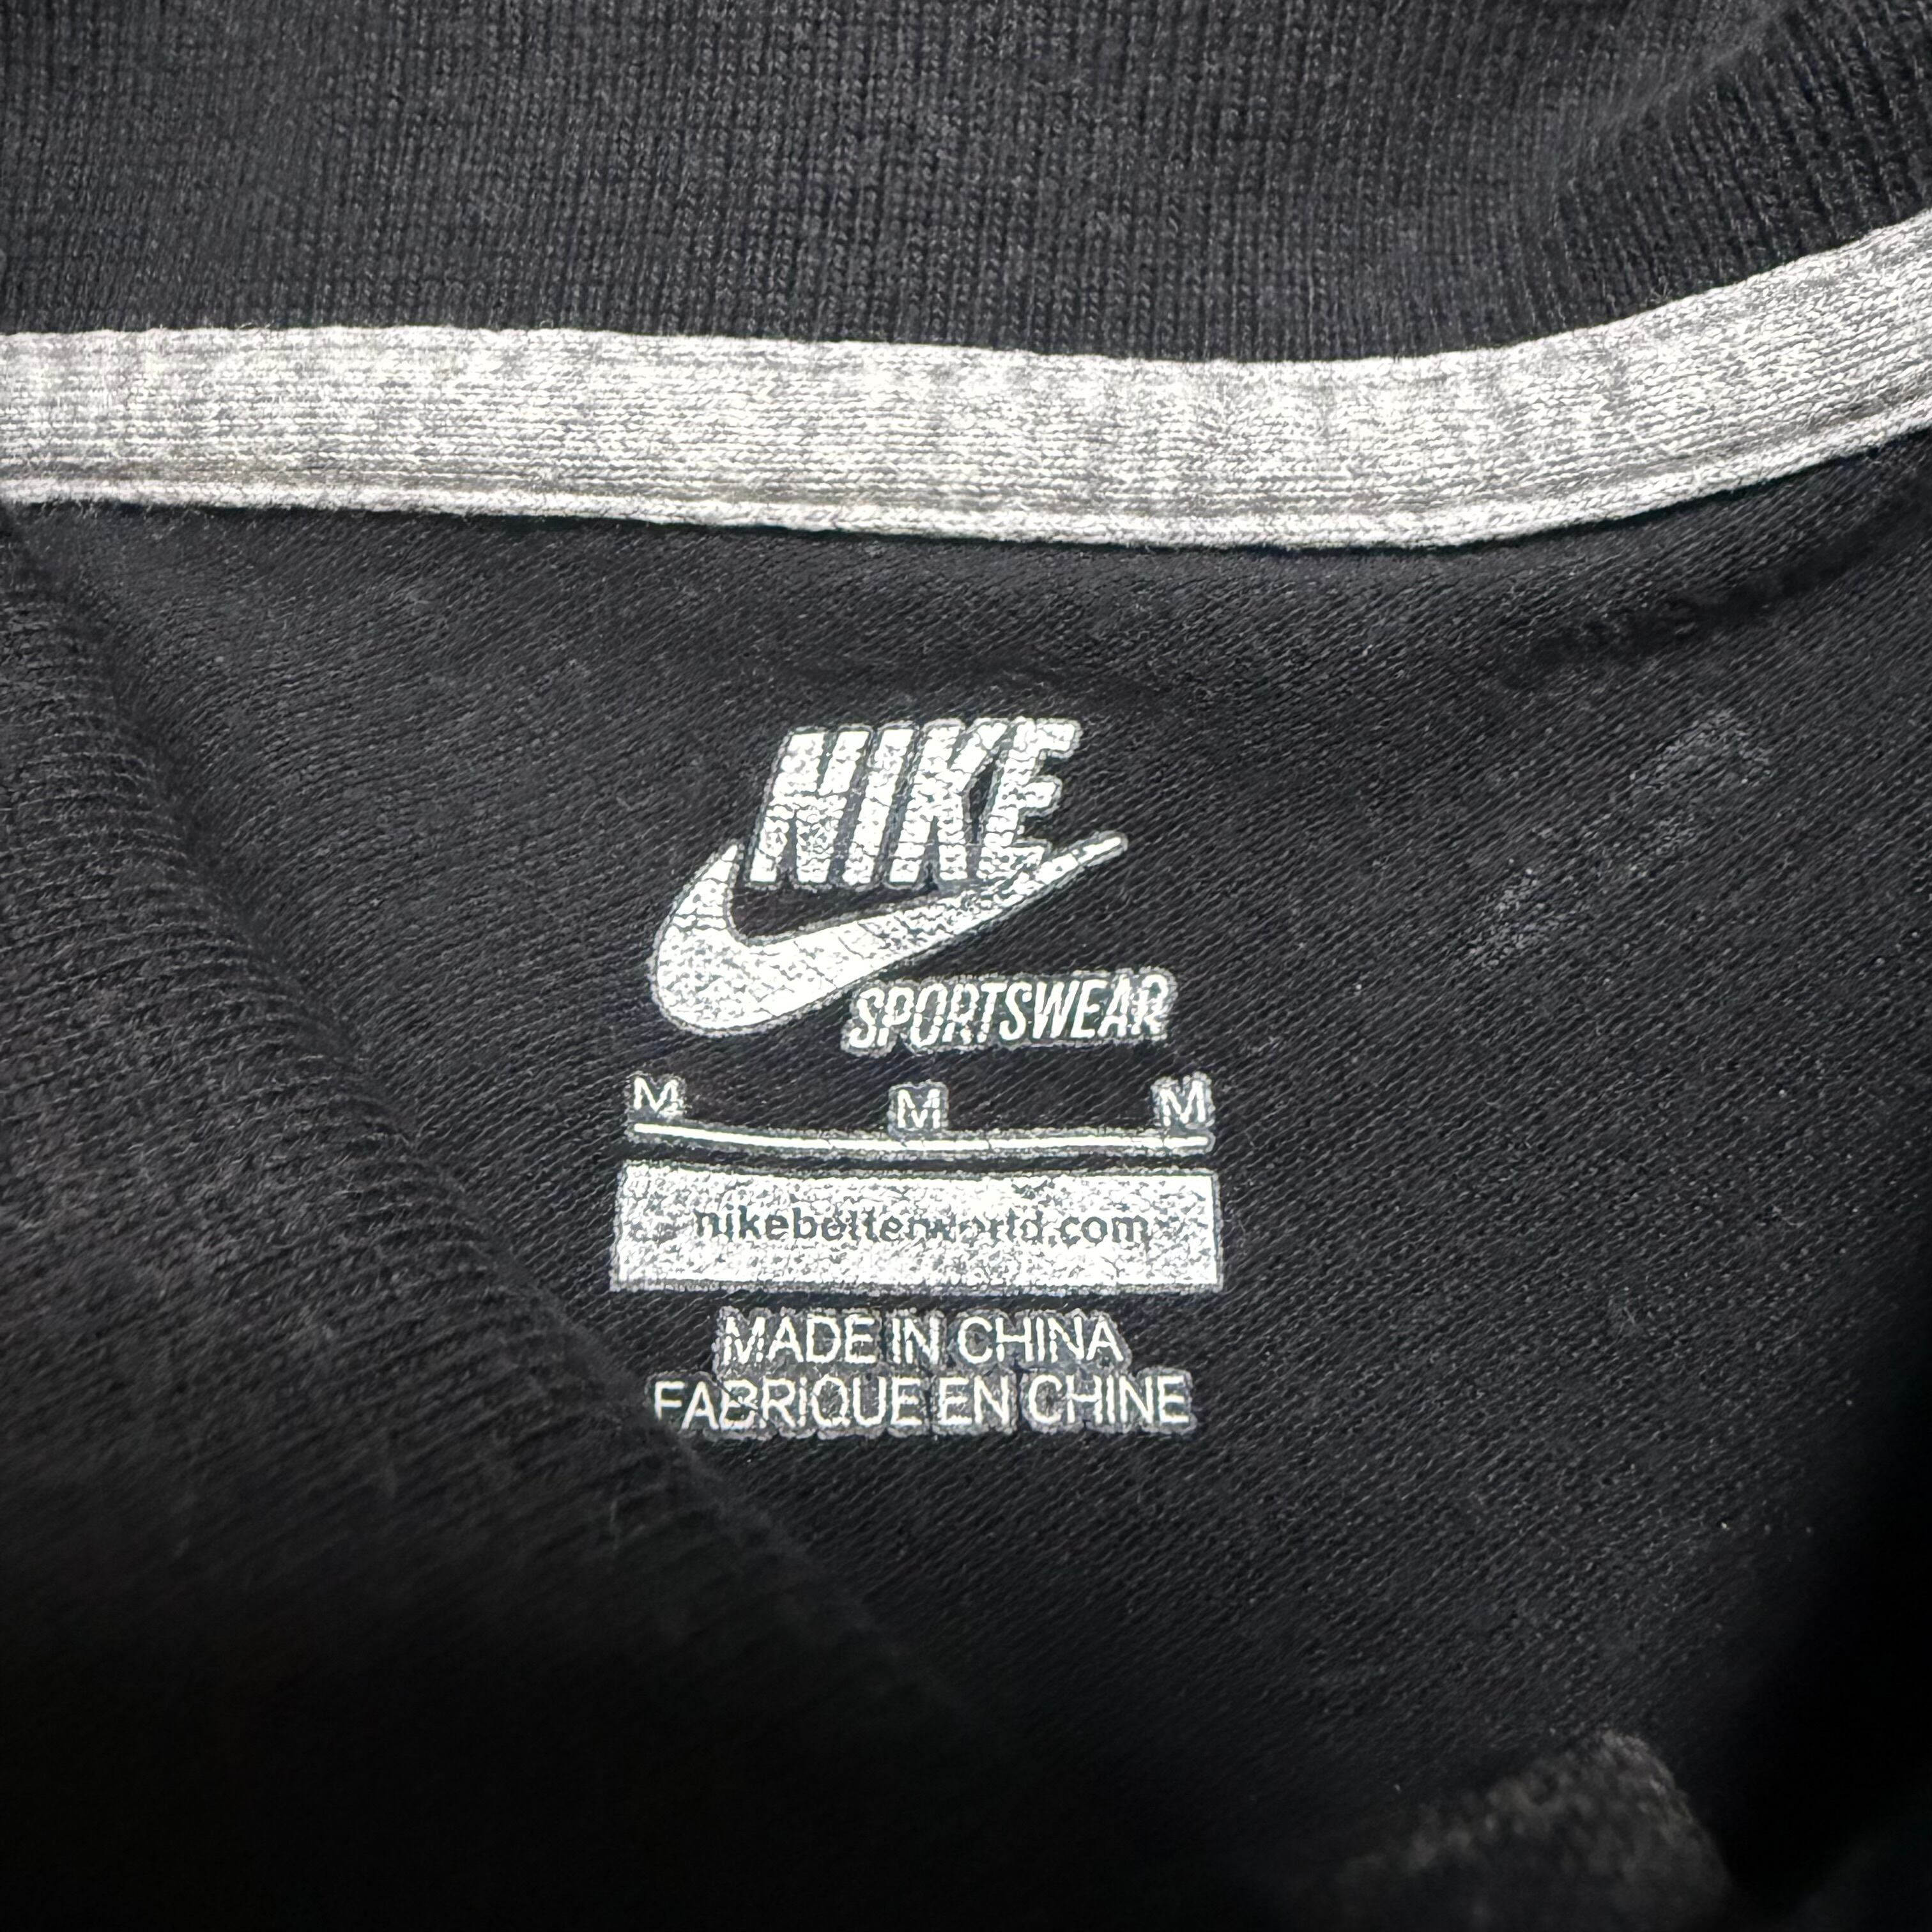 NIKE
SPORTSWEAR
M M M
nikebetterworld.com
MADE IN CHINA
FABRIQUE EN CHINE